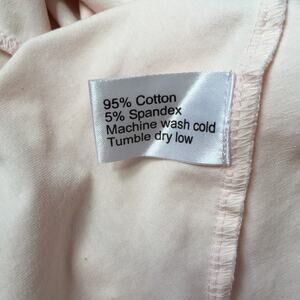 95% Cotton
5% Spandex
Machine wash cold
Tumble dry low